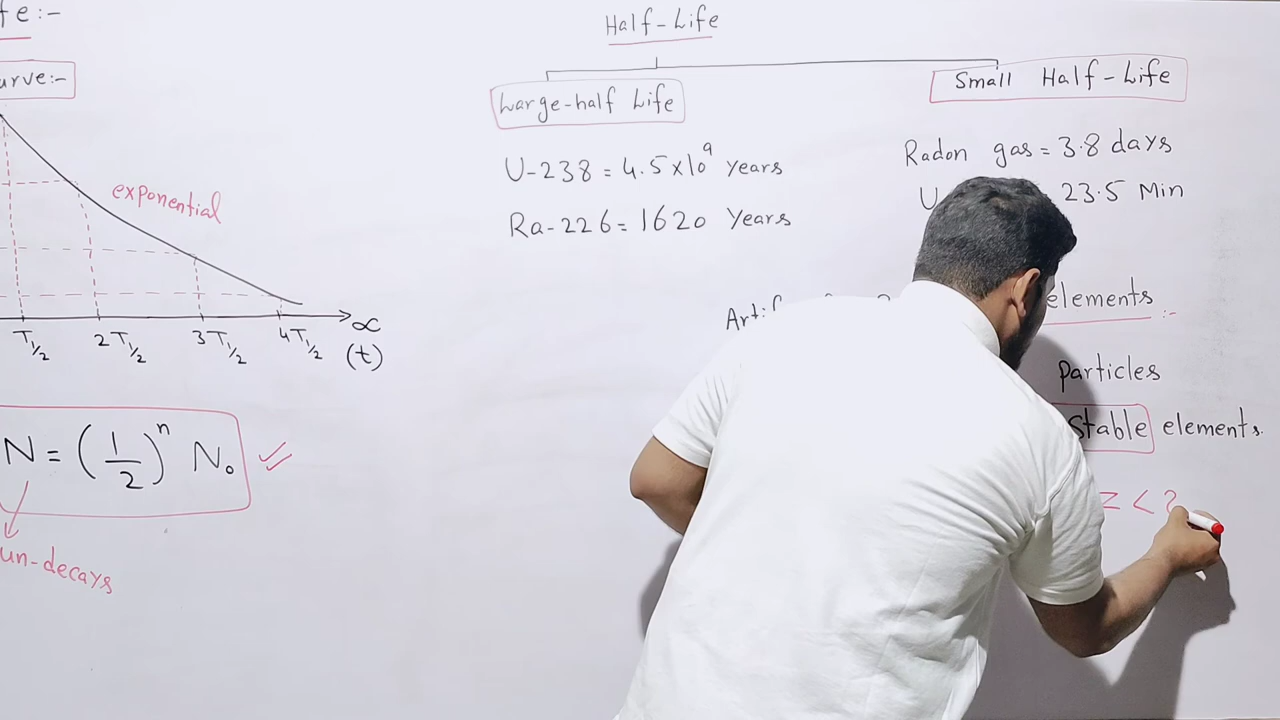 fe:-
urve:-
exponential
T1/2 2T1/2 3T1/2 4T1/2 ∝
(t)
N = (1/2)^n N₀
un-decays
Half-Life
Large-half Life
U-238 = 4.5×10⁹ years
Ra-226 = 1620 Years
Small Half-Life
Radon gas = 3.8 days
U 23.5 Min
elements :-
particles
Stable elements.
Z <